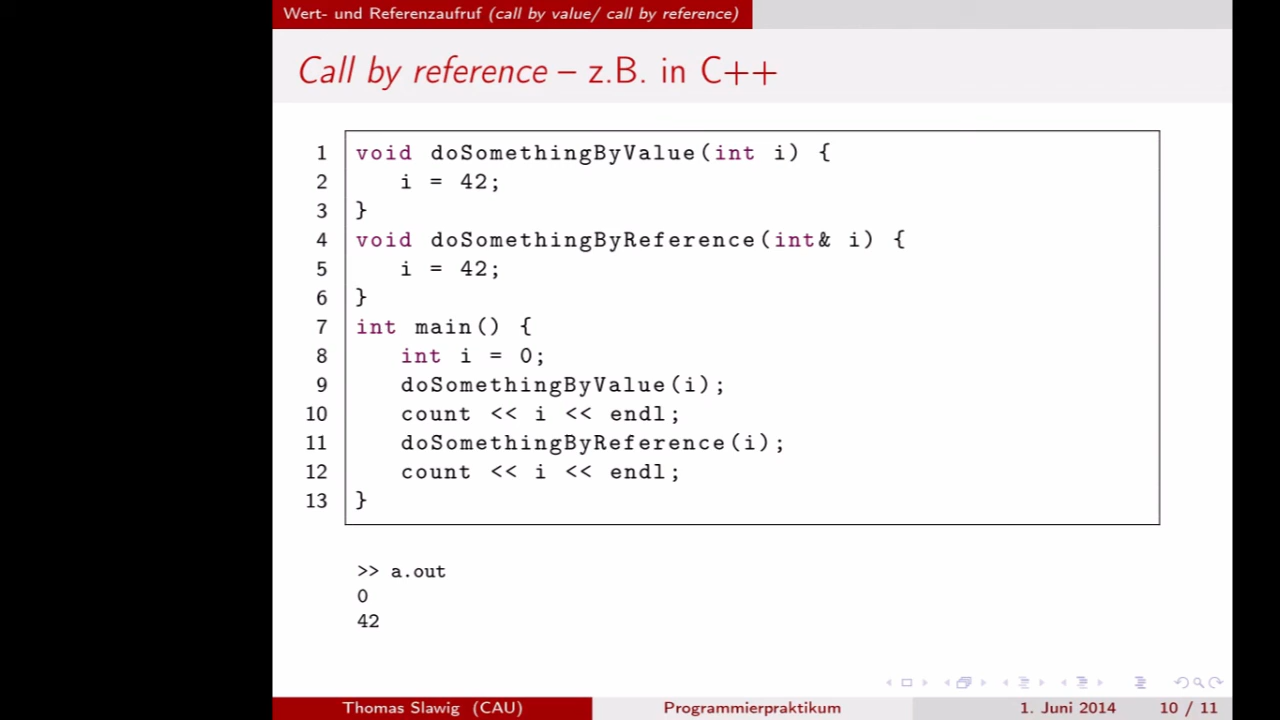 Wert- und Referenzaufruf (call by value/ call by reference)
Call by reference – z.B. in C++
1 void doSomethingByValue(int i) {
2 i = 42;
3 }
4 void doSomethingByReference(int& i) {
5 i = 42;
6 }
7 int main() {
8 int i = 0;
9 doSomethingByValue(i);
10 count << i << endl;
11 doSomethingByReference(i);
12 count << i << endl;
13 }
>> a.out
0
42
Thomas Slawig (CAU) Programmierpraktikum 1. Juni 2014 10 / 11